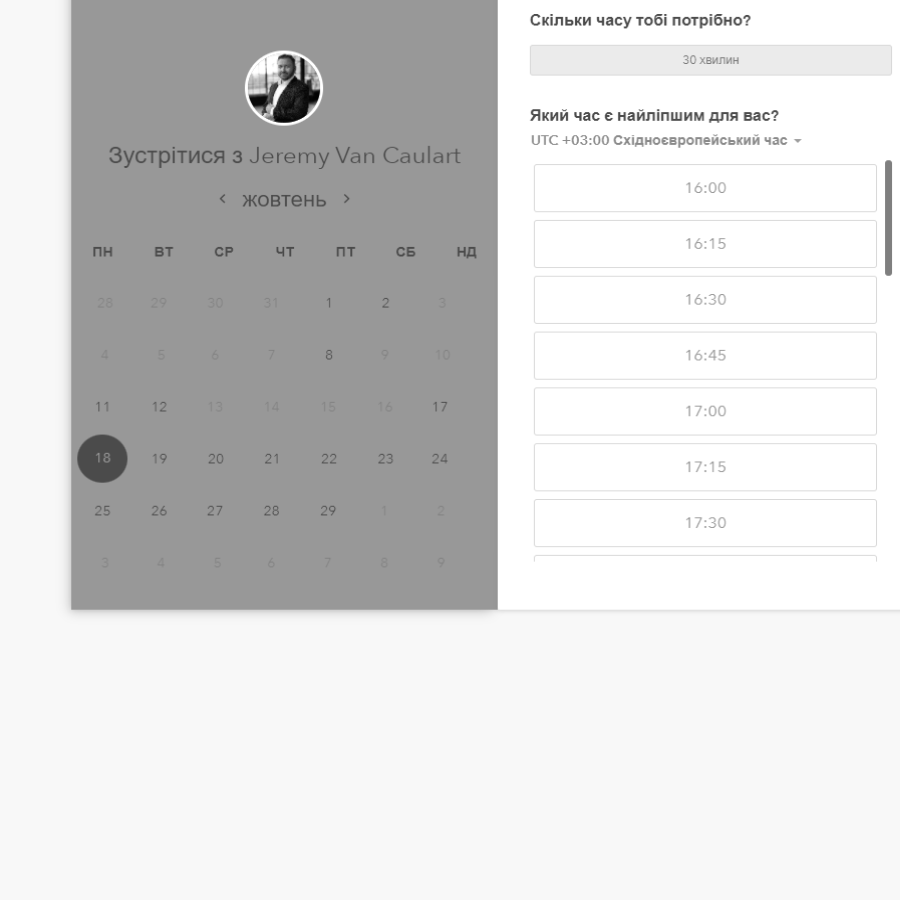 Зустрітися з Jeremy Van Caulart
жовтень
ПН ВТ СР ЧТ ПТ СБ НД
28 29 30 31 1 2 3
4 5 6 7 8 9 10
11 12 13 14 15 16 17
18 19 20 21 22 23 24
25 26 27 28 29 1 2
3 4 5 6 7 8 9
Скільки часу тобі потрібно?
30 хвилин
Який час є найліпшим для вас?
UTC +03:00 Східноєвропейський час
16:00
16:15
16:30
16:45
17:00
17:15
17:30